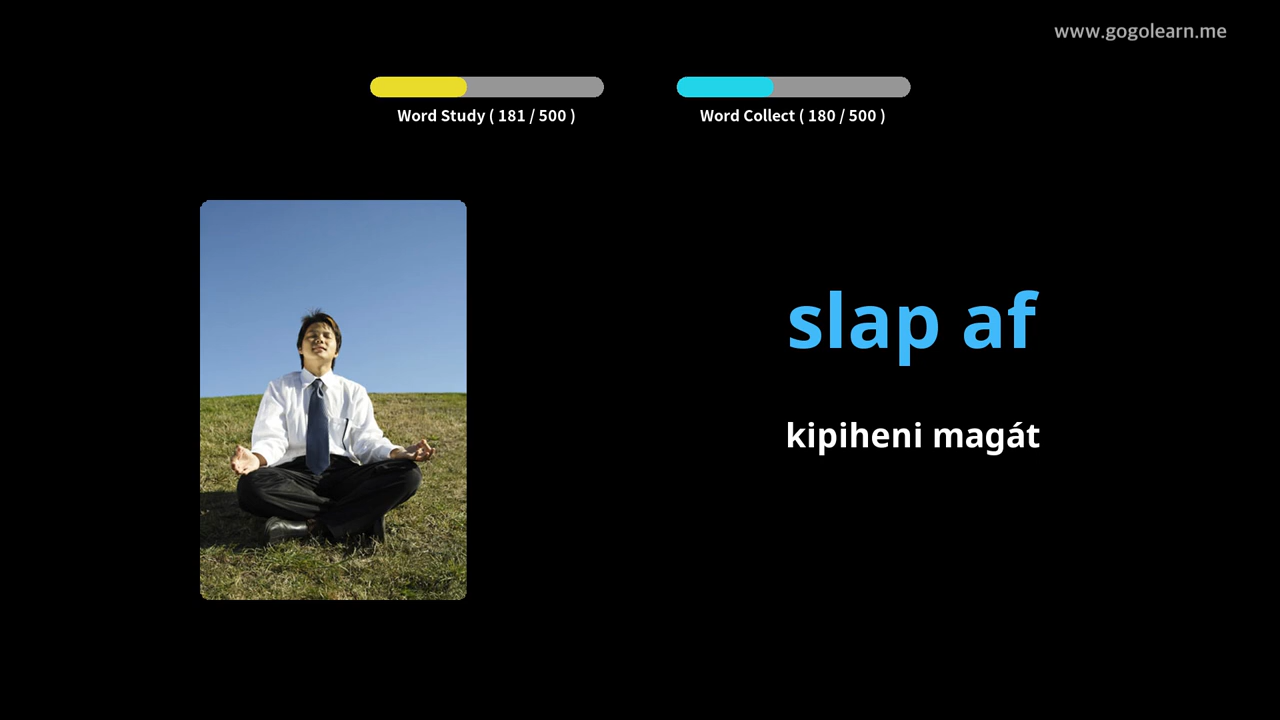 www.gogolearn.me
Word Study ( 181 / 500 )
Word Collect ( 180 / 500 )
slap af
kipiheni magát